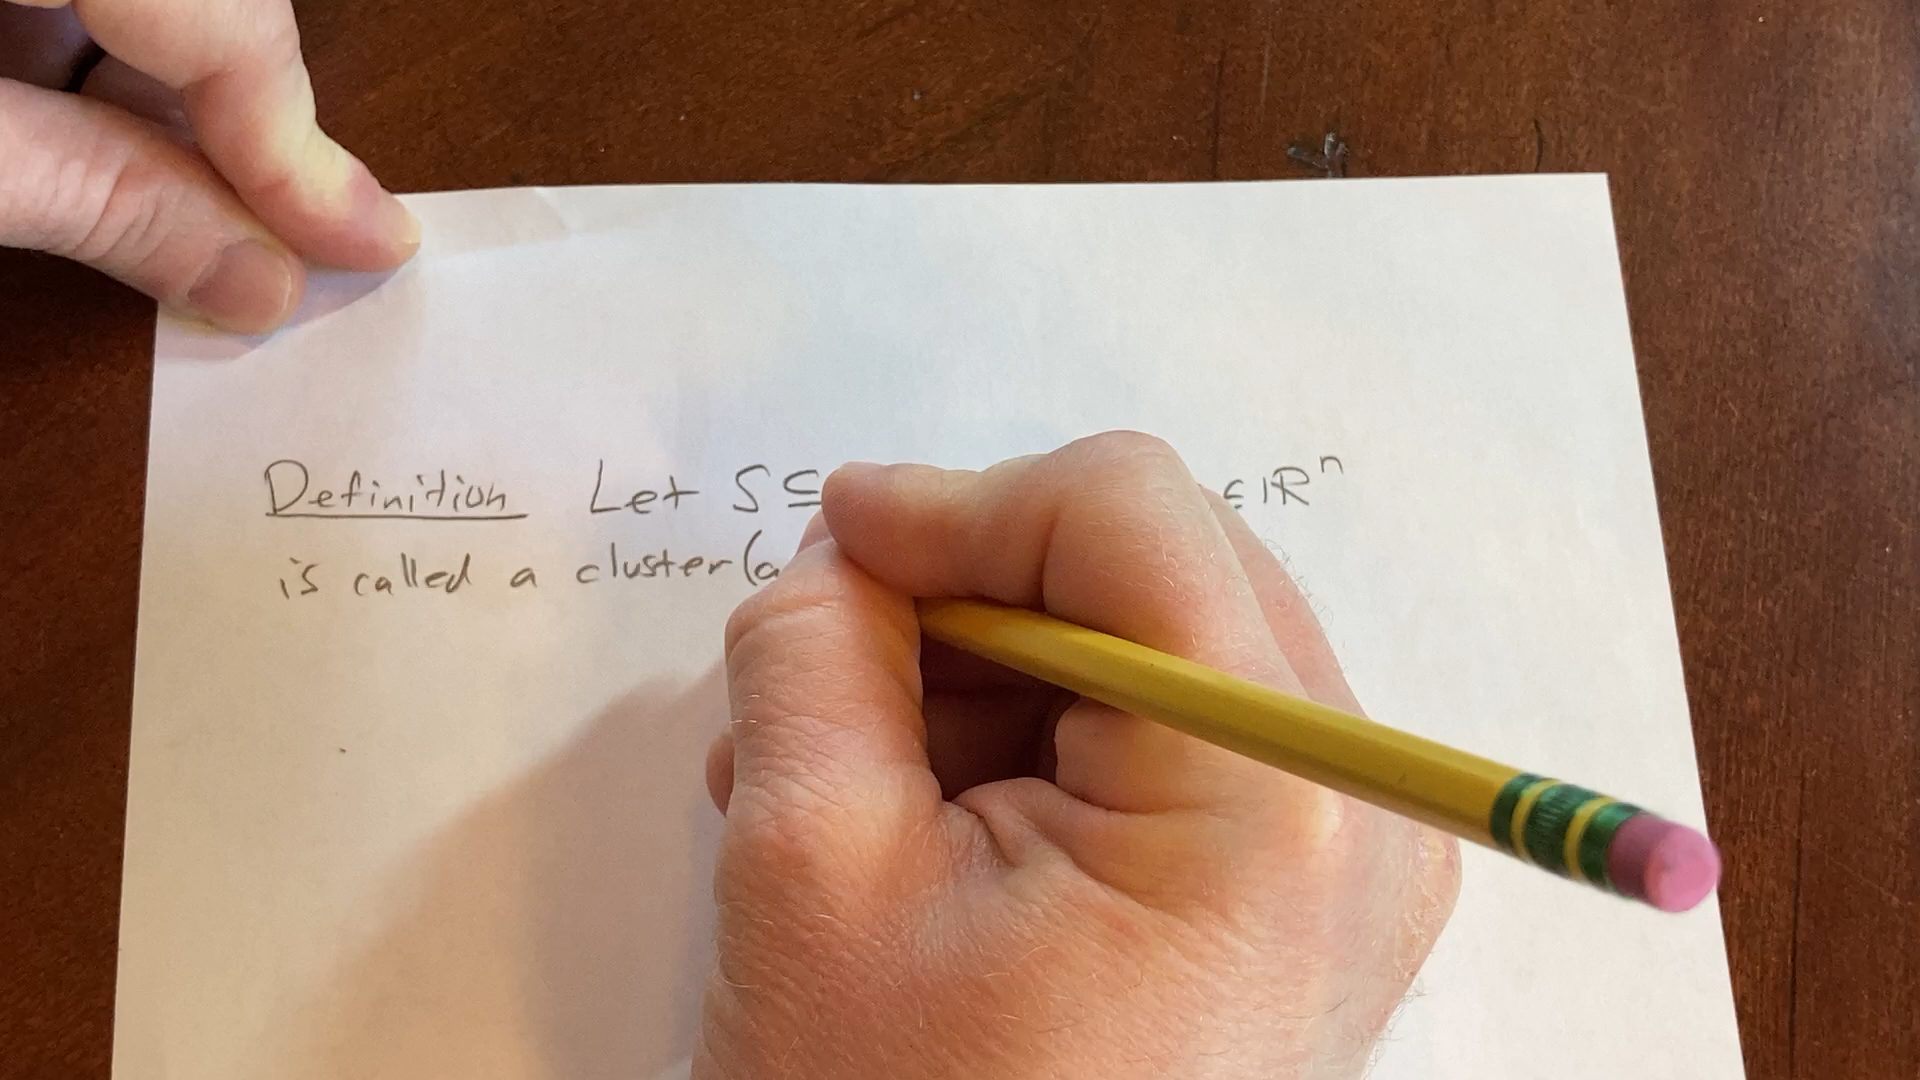 Definition Let S ⊆ ∈ ℝⁿ
is called a cluster (a